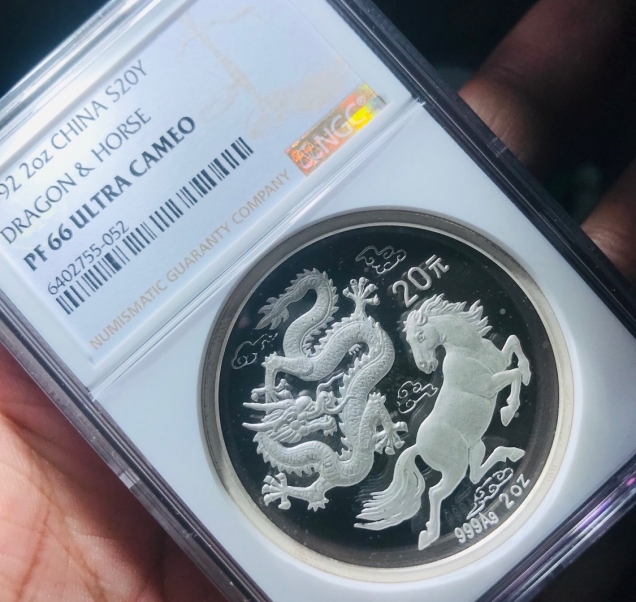 92 2oz CHINA S20Y
DRAGON & HORSE
PF 66 ULTRA CAMEO
6402755-052
NUMISMATIC GUARANTY COMPANY
NGC
20元
999Ag 2oz